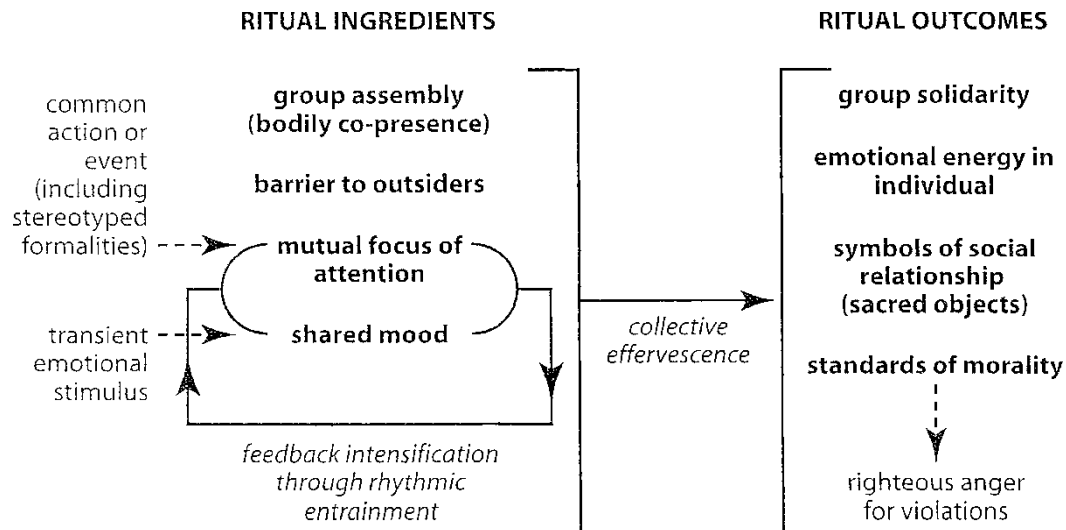 RITUAL INGREDIENTS
group assembly
(bodily co-presence)
barrier to outsiders
mutual focus of
attention
shared mood
common
action or
event
(including
stereotyped
formalities)
transient
emotional
stimulus
feedback intensification
through rhythmic
entrainment
collective
effervescence
RITUAL OUTCOMES
group solidarity
emotional energy in
individual
symbols of social
relationship
(sacred objects)
standards of morality
righteous anger
for violations